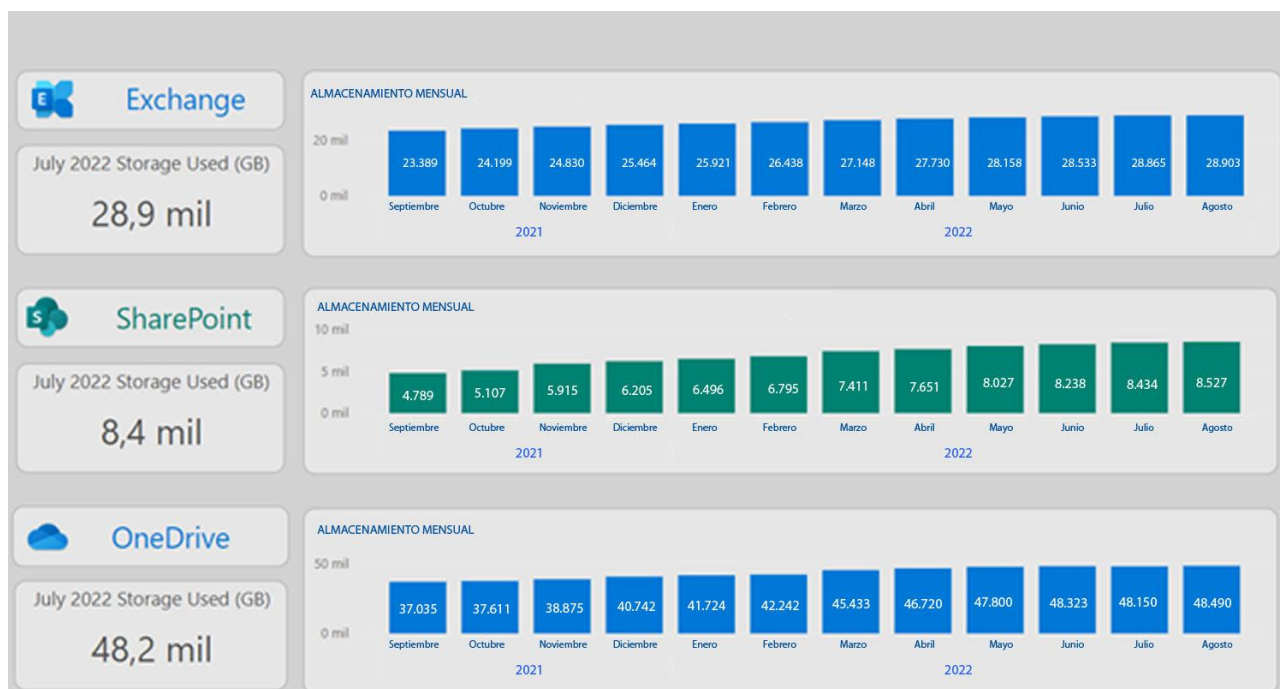 E Exchange
July 2022 Storage Used (GB)
28,9 mil
ALMACENAMIENTO MENSUAL
20 mil
0 mil
23.389 24.199 24.830 25.464 25.921 26.438 27.148 27.730 28.158 28.533 28.865 28.903
Septiembre Octubre Noviembre Diciembre Enero Febrero Marzo Abril Mayo Junio Julio Agosto
2021 2022
S SharePoint
July 2022 Storage Used (GB)
8,4 mil
ALMACENAMIENTO MENSUAL
10 mil
5 mil
0 mil
4.789 5.107 5.915 6.205 6.496 6.795 7.411 7.651 8.027 8.238 8.434 8.527
Septiembre Octubre Noviembre Diciembre Enero Febrero Marzo Abril Mayo Junio Julio Agosto
2021 2022
OneDrive
July 2022 Storage Used (GB)
48,2 mil
ALMACENAMIENTO MENSUAL
50 mil
0 mil
37.035 37.611 38.875 40.742 41.724 42.242 45.433 46.720 47.800 48.323 48.150 48.490
Septiembre Octubre Noviembre Diciembre Enero Febrero Marzo Abril Mayo Junio Julio Agosto
2021 2022